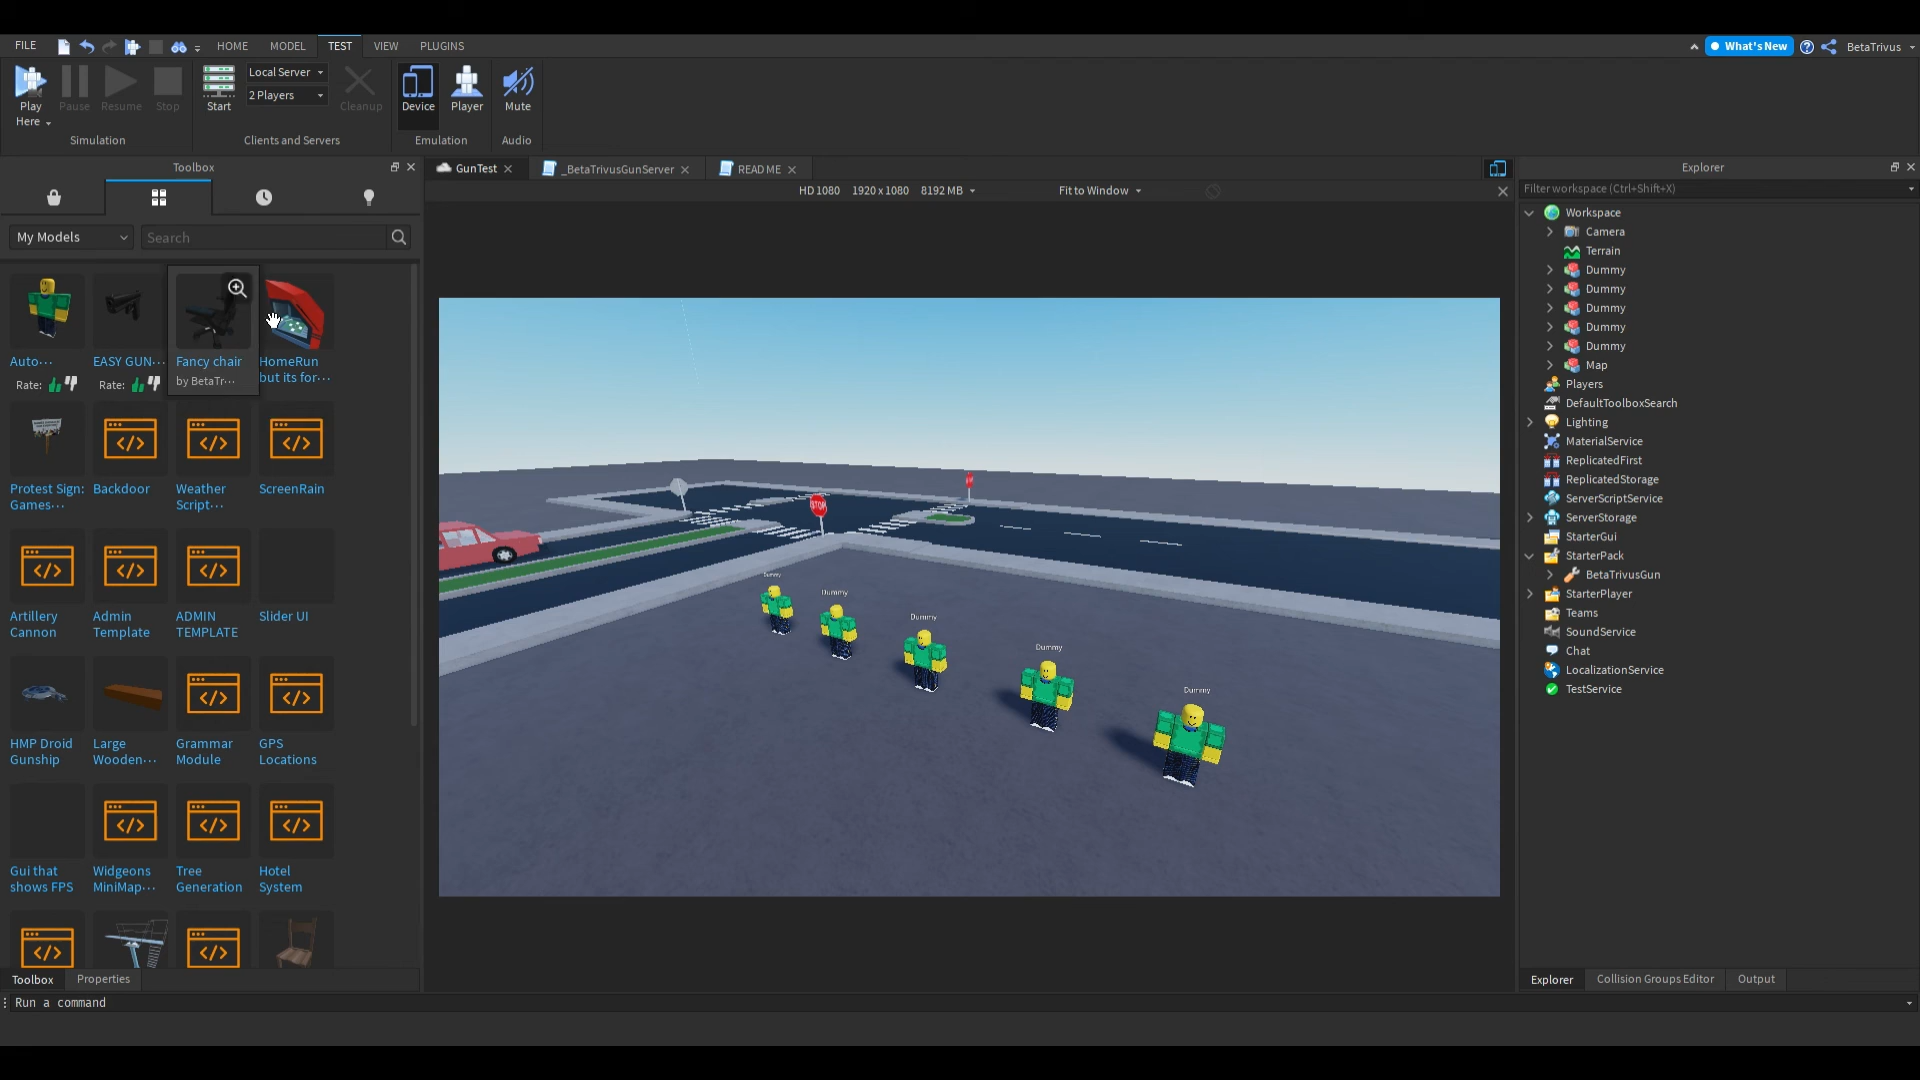 FILE
HOME
MODEL
TEST
VIEW
PLUGINS
What's New
BetaTrivus
Play
Here
Pause
Resume
Stop
Simulation
Start
Local Server
2 Players
Cleanup
Clients and Servers
Device
Player
Emulation
Mute
Audio
Toolbox
GunTest
_BetaTrivusGunServer
READ ME
HD 1080 1920 x 1080 8192 MB
Fit to Window
My Models
Search
Auto···
Rate:
EASY GUN···
Rate:
Fancy chair
by BetaTr···
HomeRun
but its for···
Protest Sign:
Games···
Backdoor
Weather
Script···
ScreenRain
Artillery
Cannon
Admin
Template
ADMIN
TEMPLATE
Slider UI
HMP Droid
Gunship
Large
Wooden···
Grammar
Module
GPS
Locations
Gui that
shows FPS
Widgeons
MiniMap···
Tree
Generation
Hotel
System
Toolbox
Properties
Run a command
STOP
Dummy
Dummy
Dummy
Dummy
Dummy
Explorer
Filter workspace (Ctrl+Shift+X)
Workspace
Camera
Terrain
Dummy
Dummy
Dummy
Dummy
Dummy
Map
Players
DefaultToolboxSearch
Lighting
MaterialService
ReplicatedFirst
ReplicatedStorage
ServerScriptService
ServerStorage
StarterGui
StarterPack
BetaTrivusGun
StarterPlayer
Teams
SoundService
Chat
LocalizationService
TestService
Explorer
Collision Groups Editor
Output